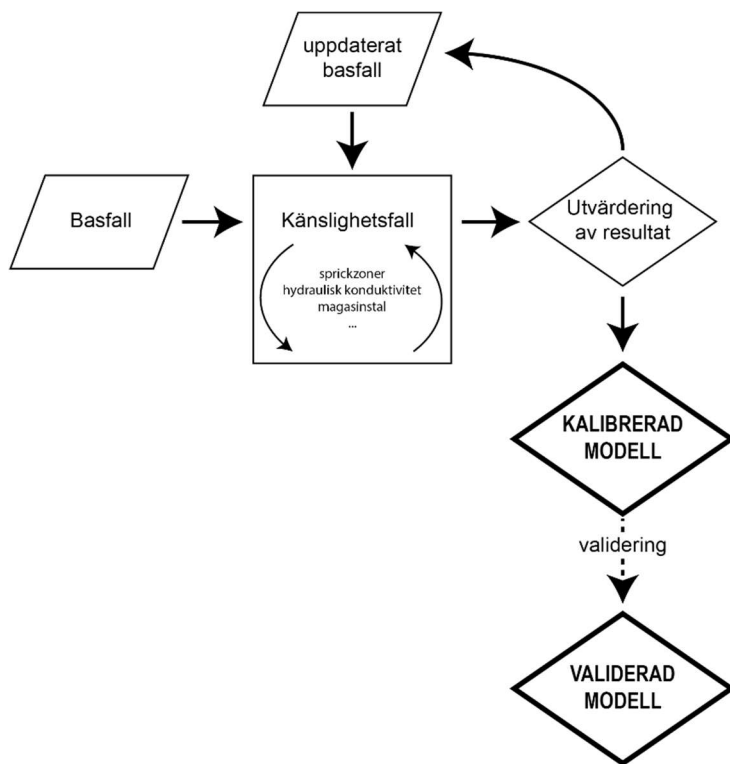 uppdaterat
basfall
Basfall
Känslighetsfall
sprickzoner
hydraulisk konduktivitet
magasinstal
...
Utvärdering
av resultat
KALIBRERAD
MODELL
validering
VALIDERAD
MODELL